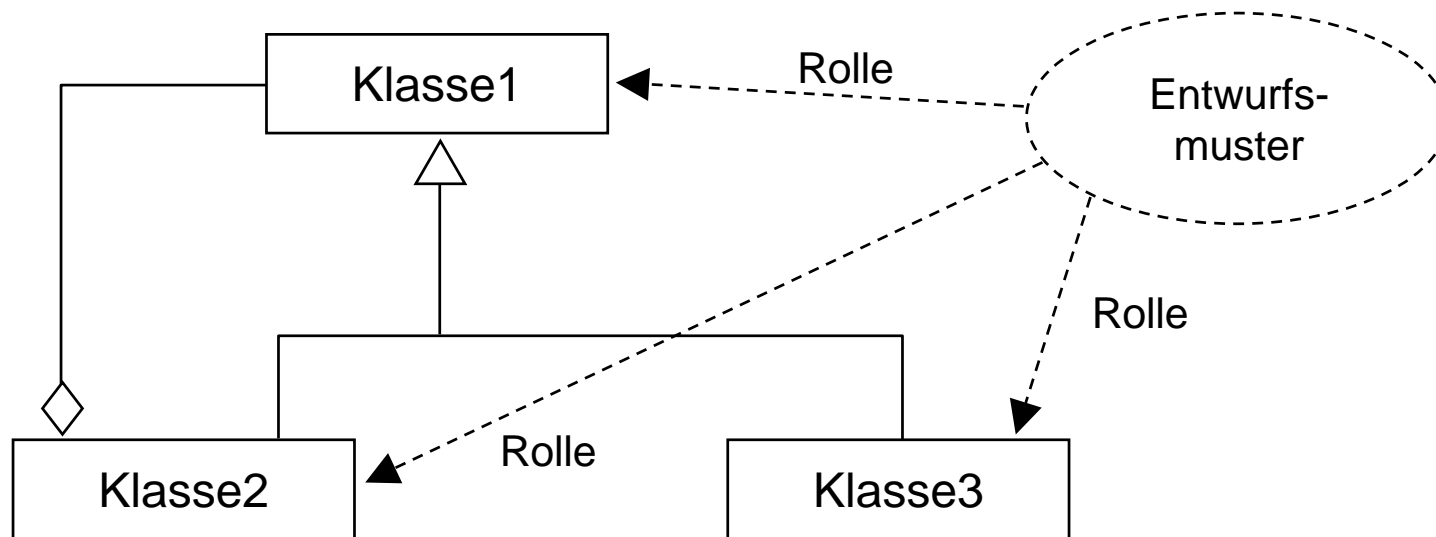 Klasse1
Rolle
Entwurfs-
muster
Rolle
Rolle
Klasse2
Klasse3